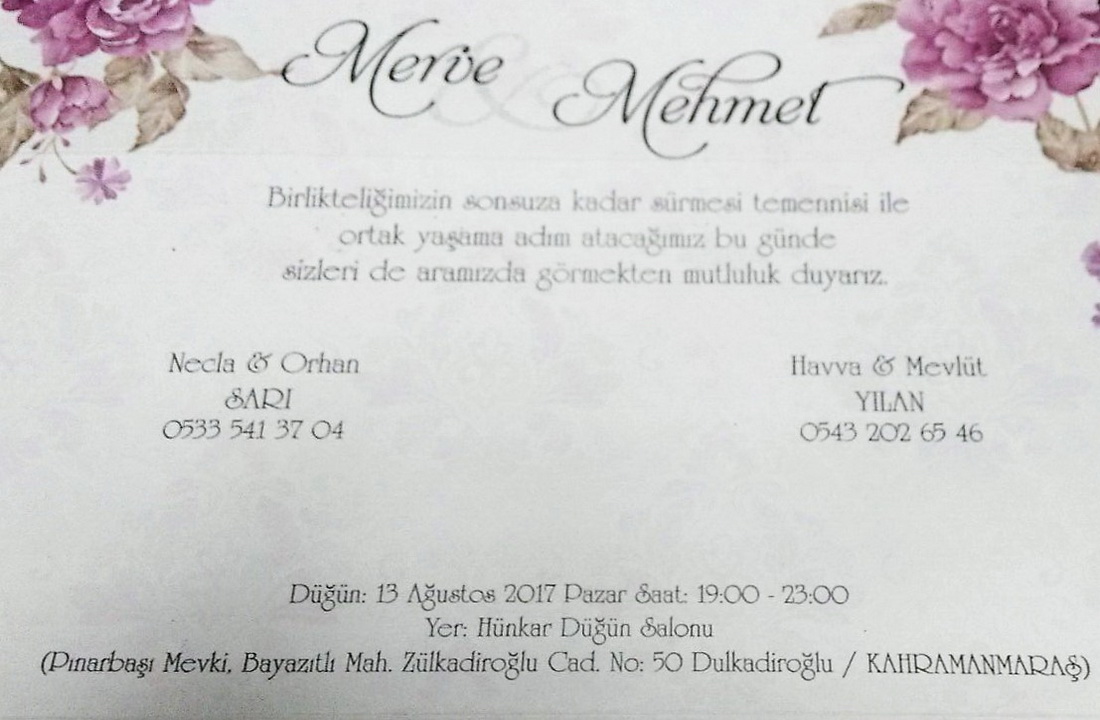 Merve & Mehmet
Birlikteliğimizin sonsuza kadar sürmesi temennisi ile
ortak yaşama adım atacağımız bu günde
sizleri de aramızda görmekten mutluluk duyarız.
Necla & Orhan
SARI
0533 541 37 04
Havva & Mevlüt
YILAN
0543 202 65 46
Düğün: 13 Ağustos 2017 Pazar Saat: 19:00 - 23:00
Yer: Hünkar Düğün Salonu
(Pınarbaşı Mevki, Bayazıtlı Mah. Zülkadiroğlu Cad. No: 50 Dulkadiroğlu / KAHRAMANMARAŞ)